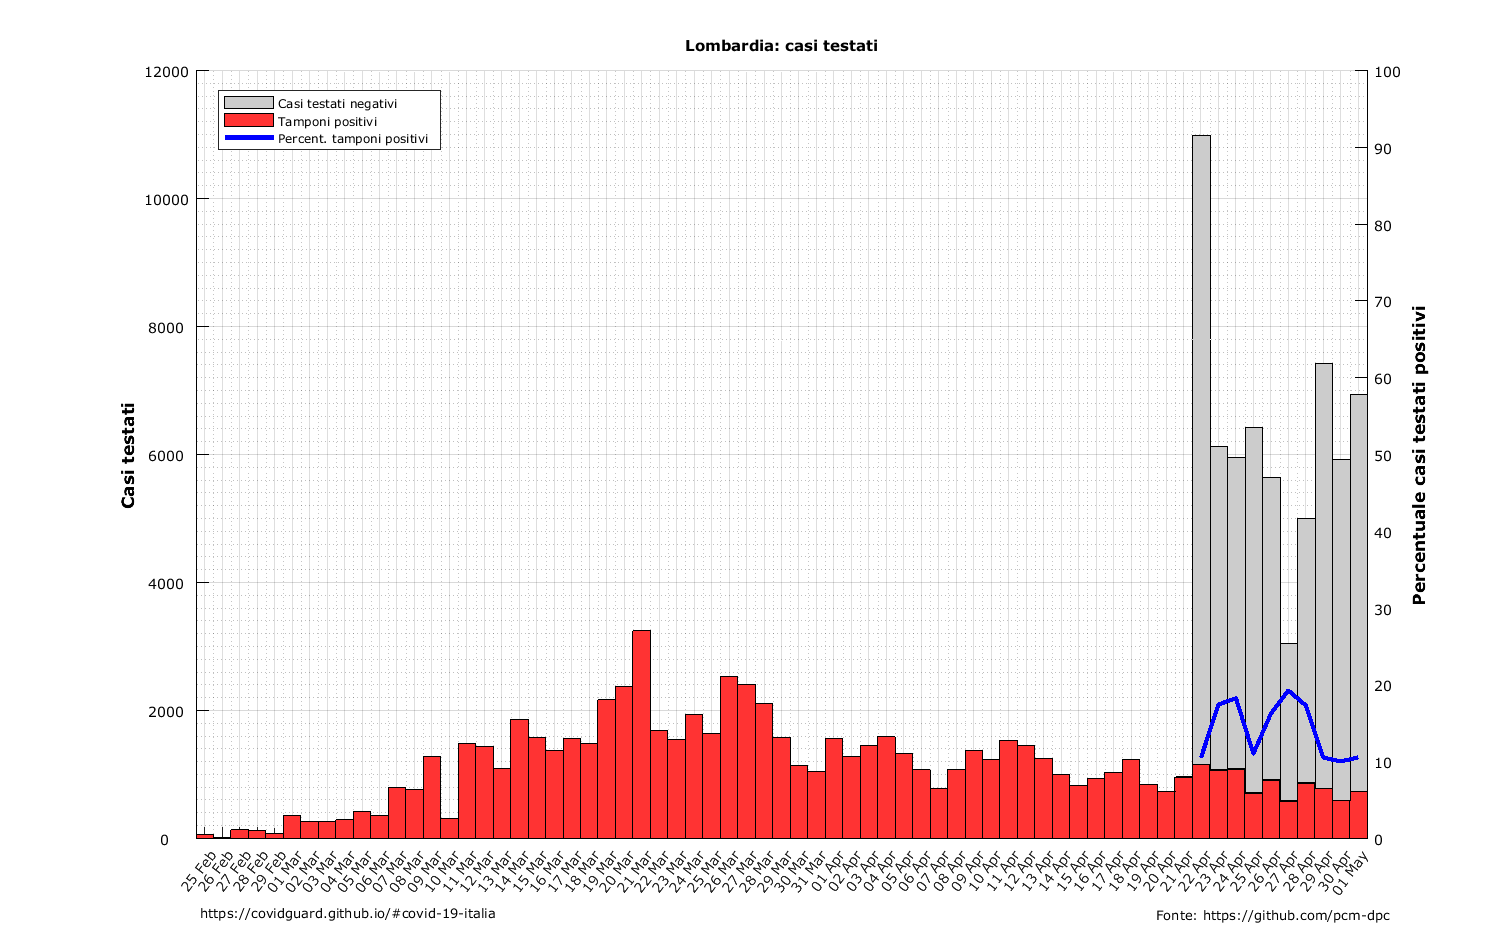 Lombardia: casi testati
12000
10000
8000
6000
4000
2000
0
Casi testati
Casi testati negativi
Tamponi positivi
Percent. tamponi positivi
100
90
80
70
60
50
40
30
20
10
0
Percentuale casi testati positivi
25 Feb
26 Feb
27 Feb
28 Feb
29 Feb
01 Mar
02 Mar
03 Mar
04 Mar
05 Mar
06 Mar
07 Mar
08 Mar
09 Mar
10 Mar
11 Mar
12 Mar
13 Mar
14 Mar
15 Mar
16 Mar
17 Mar
18 Mar
19 Mar
20 Mar
21 Mar
22 Mar
23 Mar
24 Mar
25 Mar
26 Mar
27 Mar
28 Mar
29 Mar
30 Mar
31 Mar
01 Apr
02 Apr
03 Apr
04 Apr
05 Apr
06 Apr
07 Apr
08 Apr
09 Apr
10 Apr
11 Apr
12 Apr
13 Apr
14 Apr
15 Apr
16 Apr
17 Apr
18 Apr
19 Apr
20 Apr
21 Apr
22 Apr
23 Apr
24 Apr
25 Apr
26 Apr
27 Apr
28 Apr
29 Apr
30 Apr
01 May
https://covidguard.github.io/#covid-19-italia
Fonte: https://github.com/pcm-dpc